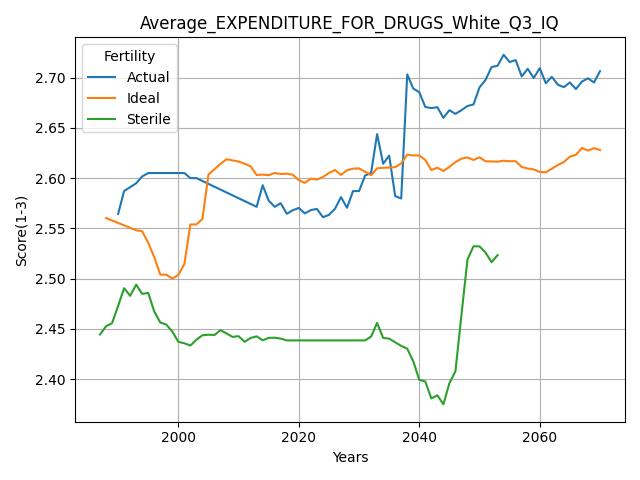 Average_EXPENDITURE_FOR_DRUGS_White_Q3_IQ
Fertility
Actual
Ideal
Sterile
Score(1-3)
2.70
2.65
2.60
2.55
2.50
2.45
2.40
2000
2020
2040
2060
Years